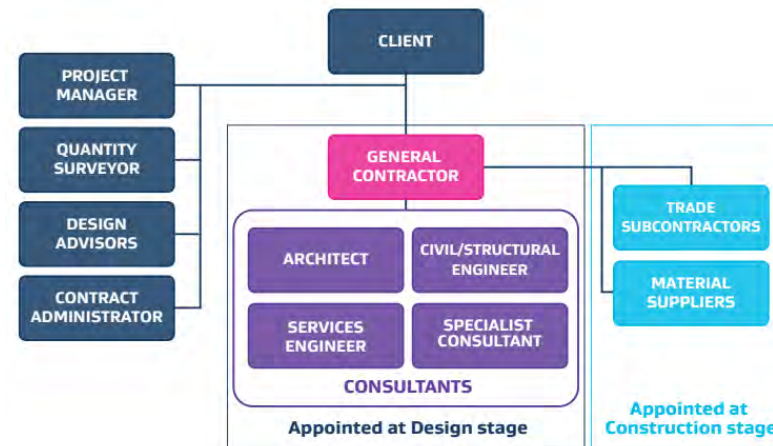 CLIENT
PROJECT
MANAGER
QUANTITY
SURVEYOR
DESIGN
ADVISORS
CONTRACT
ADMINISTRATOR
GENERAL
CONTRACTOR
ARCHITECT
CIVIL/STRUCTURAL
ENGINEER
SERVICES
ENGINEER
SPECIALIST
CONSULTANT
CONSULTANTS
Appointed at Design stage
TRADE
SUBCONTRACTORS
MATERIAL
SUPPLIERS
Appointed at
Construction stage